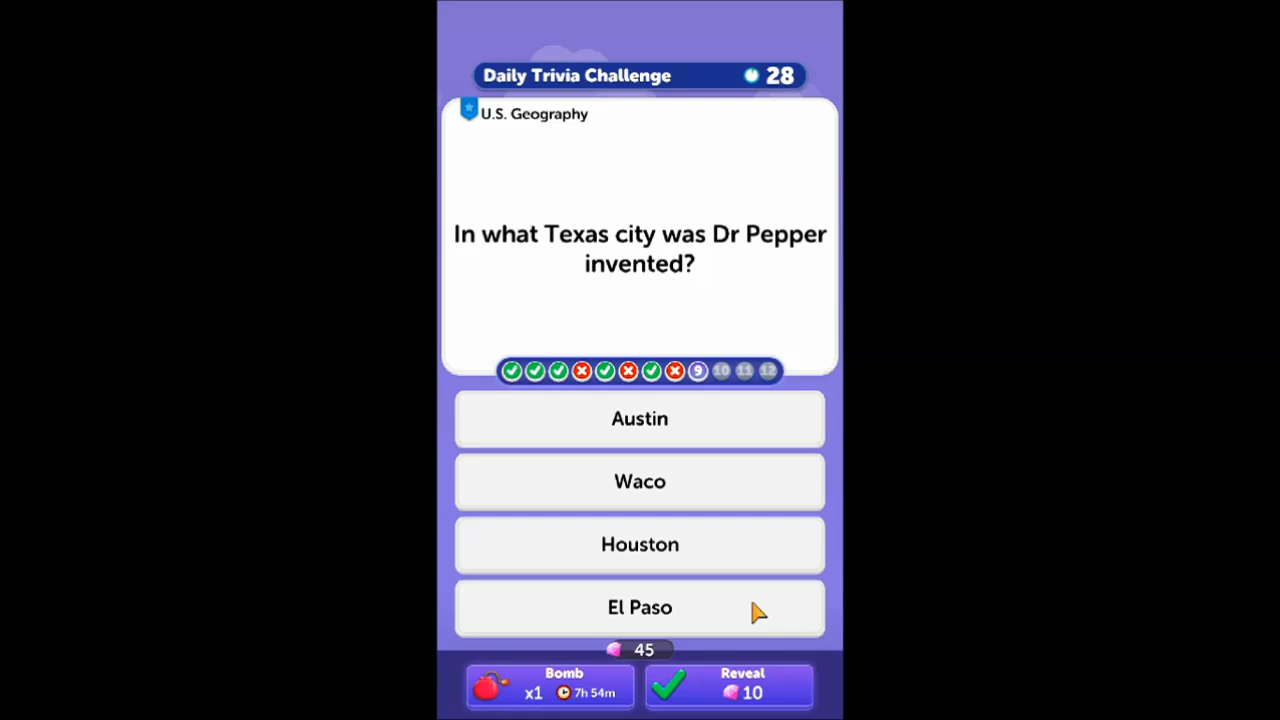 Daily Trivia Challenge 28
U.S. Geography
In what Texas city was Dr Pepper
invented?
9 10 11 12
Austin
Waco
Houston
El Paso
45
Bomb
x1 7h 54m
Reveal
10